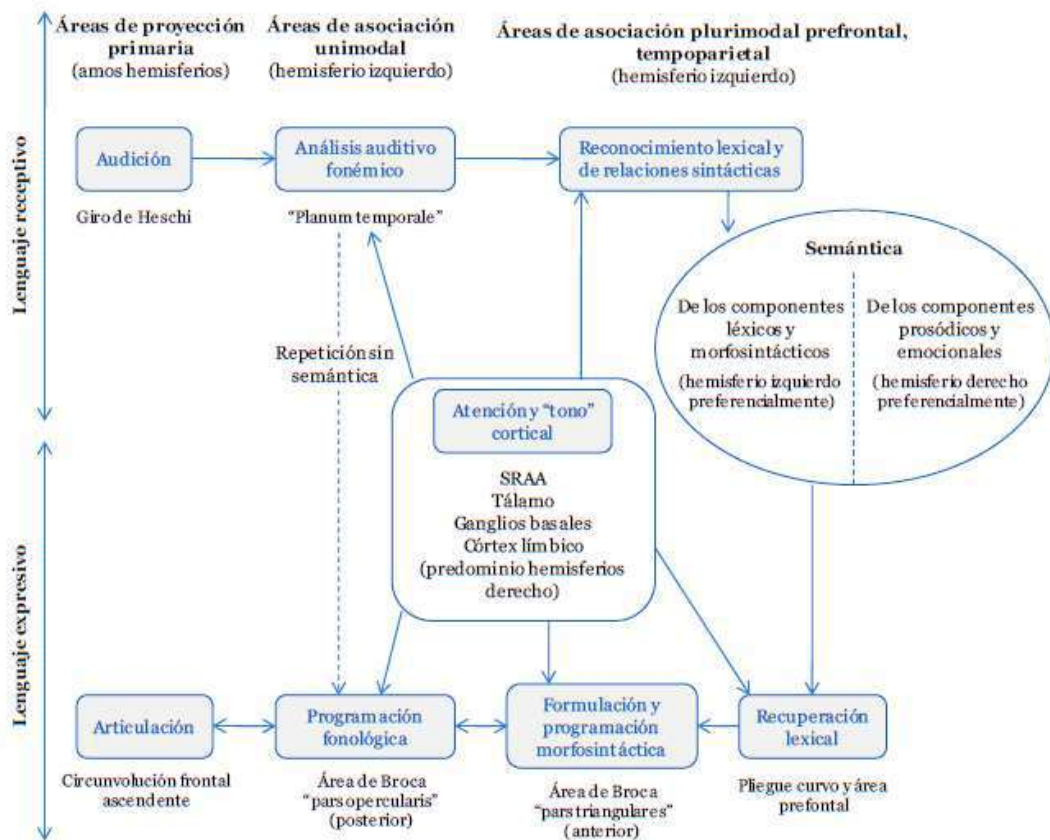 Áreas de proyección
primaria
(amos hemisferios)
Áreas de asociación
unimodal
(hemisferio izquierdo)
Áreas de asociación plurimodal prefrontal,
tempoparietal
(hemisferio izquierdo)
Lenguaje receptivo
Audición
Giro de Heschi
Análisis auditivo
fonémico
"Planum temporale"
Reconocimiento lexical y
de relaciones sintácticas
Semántica
De los componentes
léxicos y
morfosintácticos
(hemisferio izquierdo
preferencialmente)
De los componentes
prosódicos y
emocionales
(hemisferio derecho
preferencialmente)
Repetición sin
semántica
Atención y "tono"
cortical
SRAA
Tálamo
Ganglios basales
Córtex límbico
(predominio hemisferios
derecho)
Lenguaje expresivo
Articulación
Circunvolución frontal
ascendente
Programación
fonológica
Área de Broca
"pars opercularis"
(posterior)
Formulación y
programación
morfosintáctica
Área de Broca
"pars triangulares"
(anterior)
Recuperación
lexical
Pliegue curvo y área
prefontal